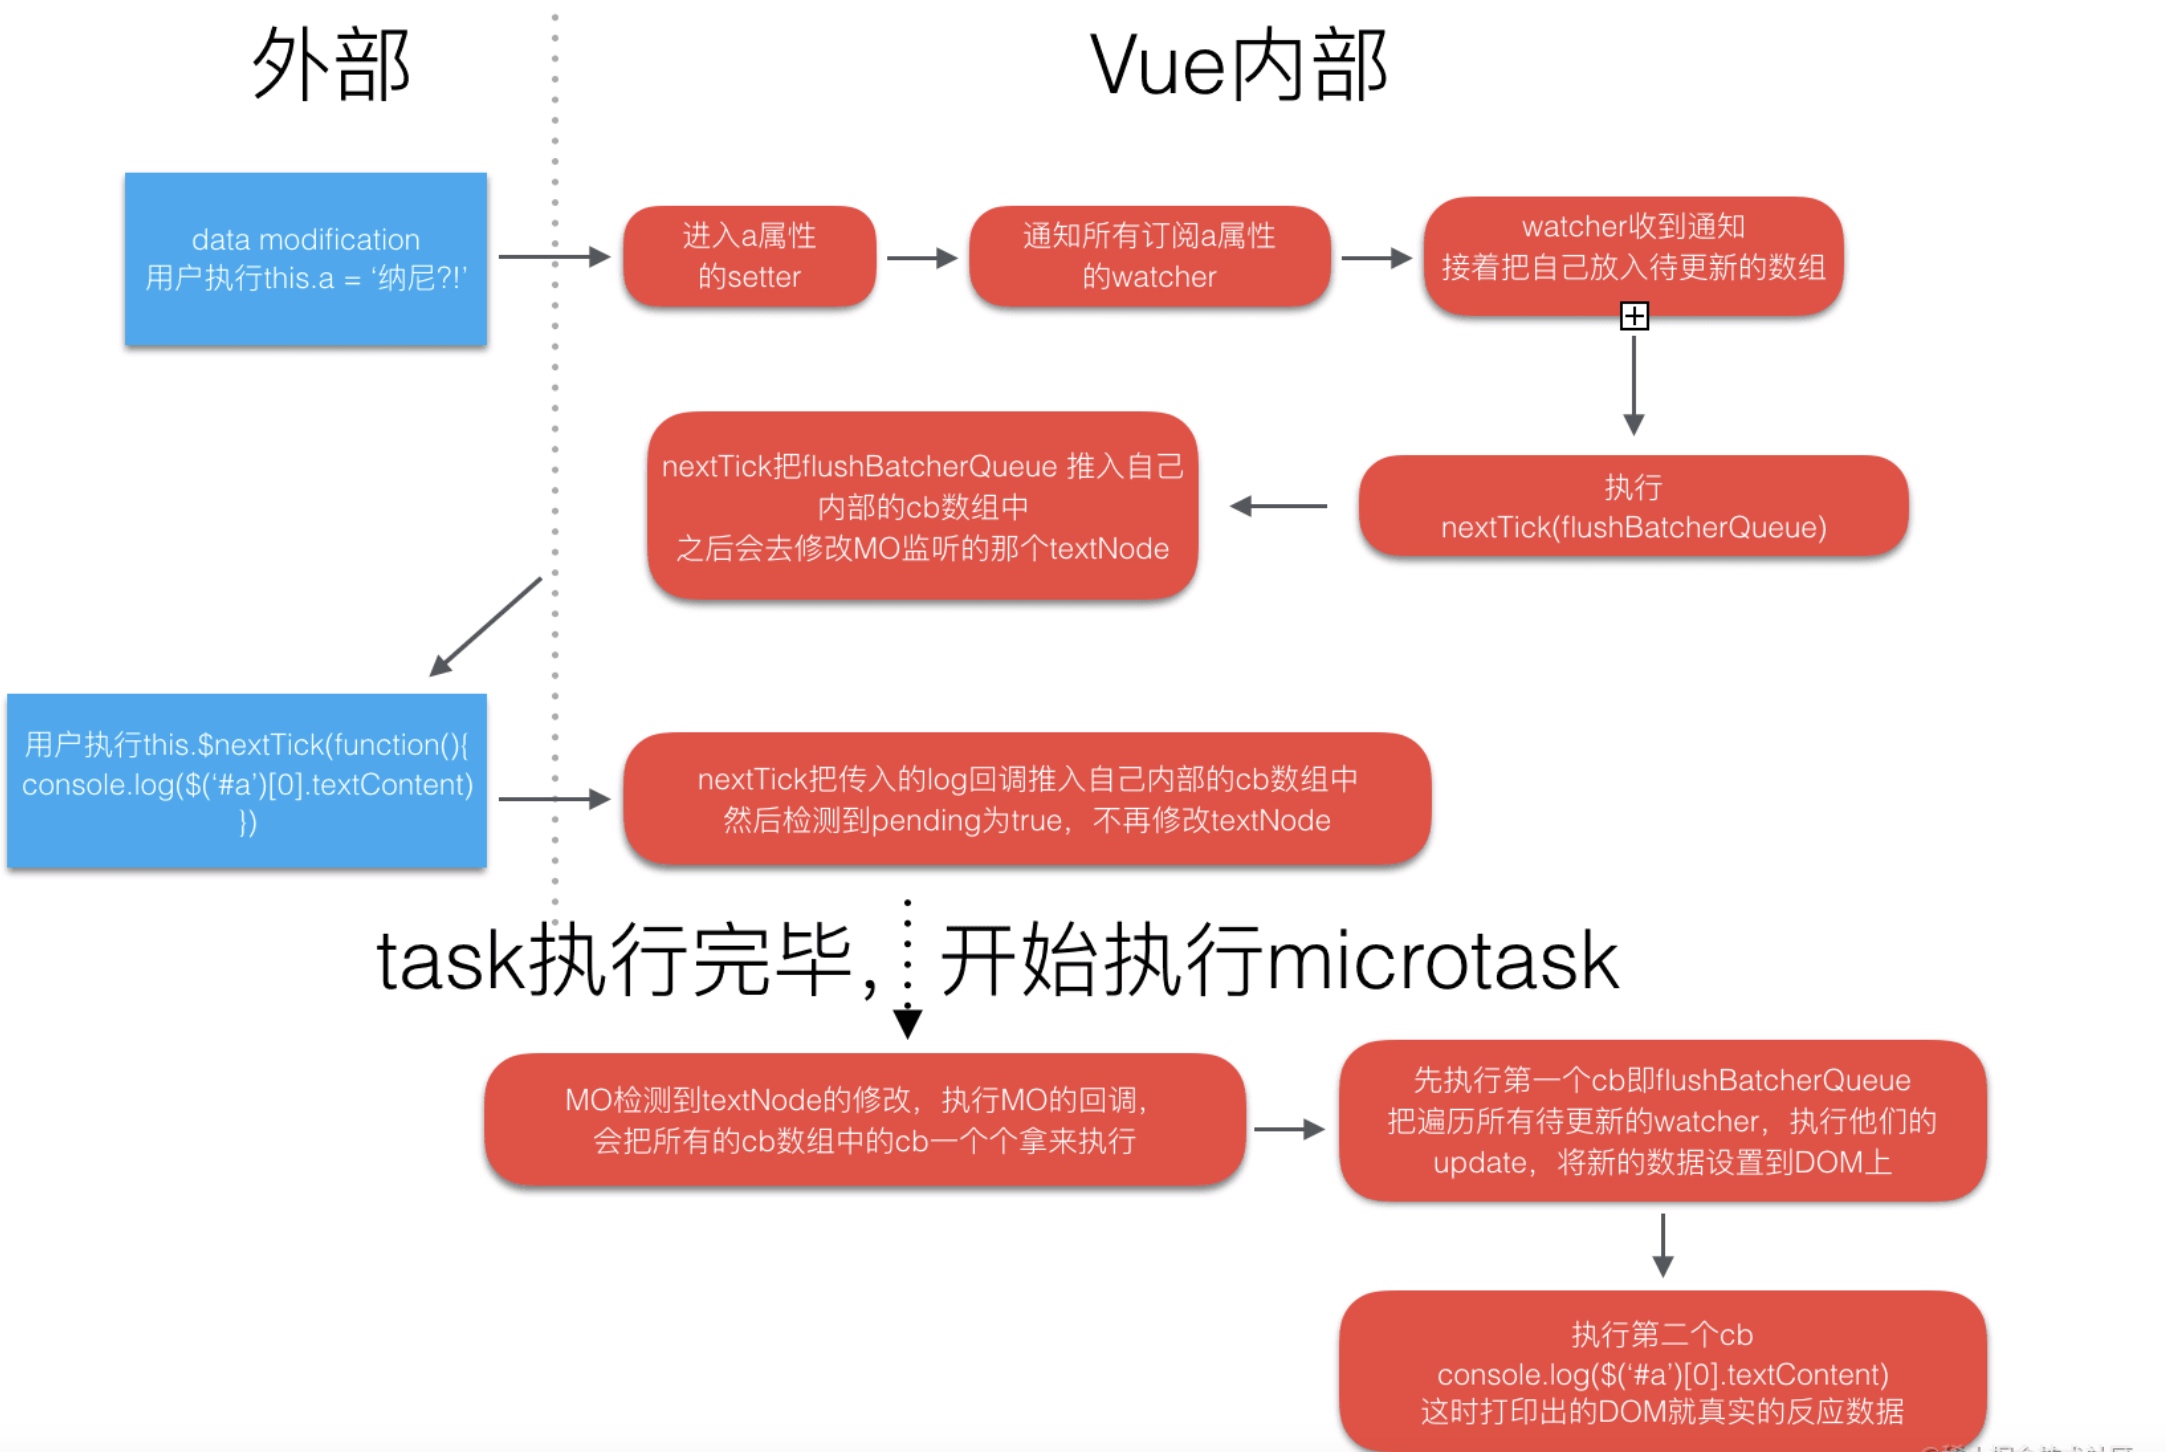 外部
Vue内部
data modification
用户执行this.a = ‘纳尼?!’
进入a属性
的setter
通知所有订阅a属性
的watcher
watcher收到通知
接着把自己放入待更新的数组
执行
nextTick(flushBatcherQueue)
nextTick把flushBatcherQueue 推入自己
内部的cb数组中
之后会去修改MO监听的那个textNode
用户执行this.$nextTick(function(){
console.log($(‘#a’)[0].textContent)
})
nextTick把传入的log回调推入自己内部的cb数组中
然后检测到pending为true，不再修改textNode
task执行完毕，开始执行microtask
MO检测到textNode的修改，执行MO的回调，
会把所有的cb数组中的cb一个个拿来执行
先执行第一个cb即flushBatcherQueue
把遍历所有待更新的watcher，执行他们的
update，将新的数据设置到DOM上
执行第二个cb
console.log($(‘#a’)[0].textContent)
这时打印出的DOM就真实的反应数据